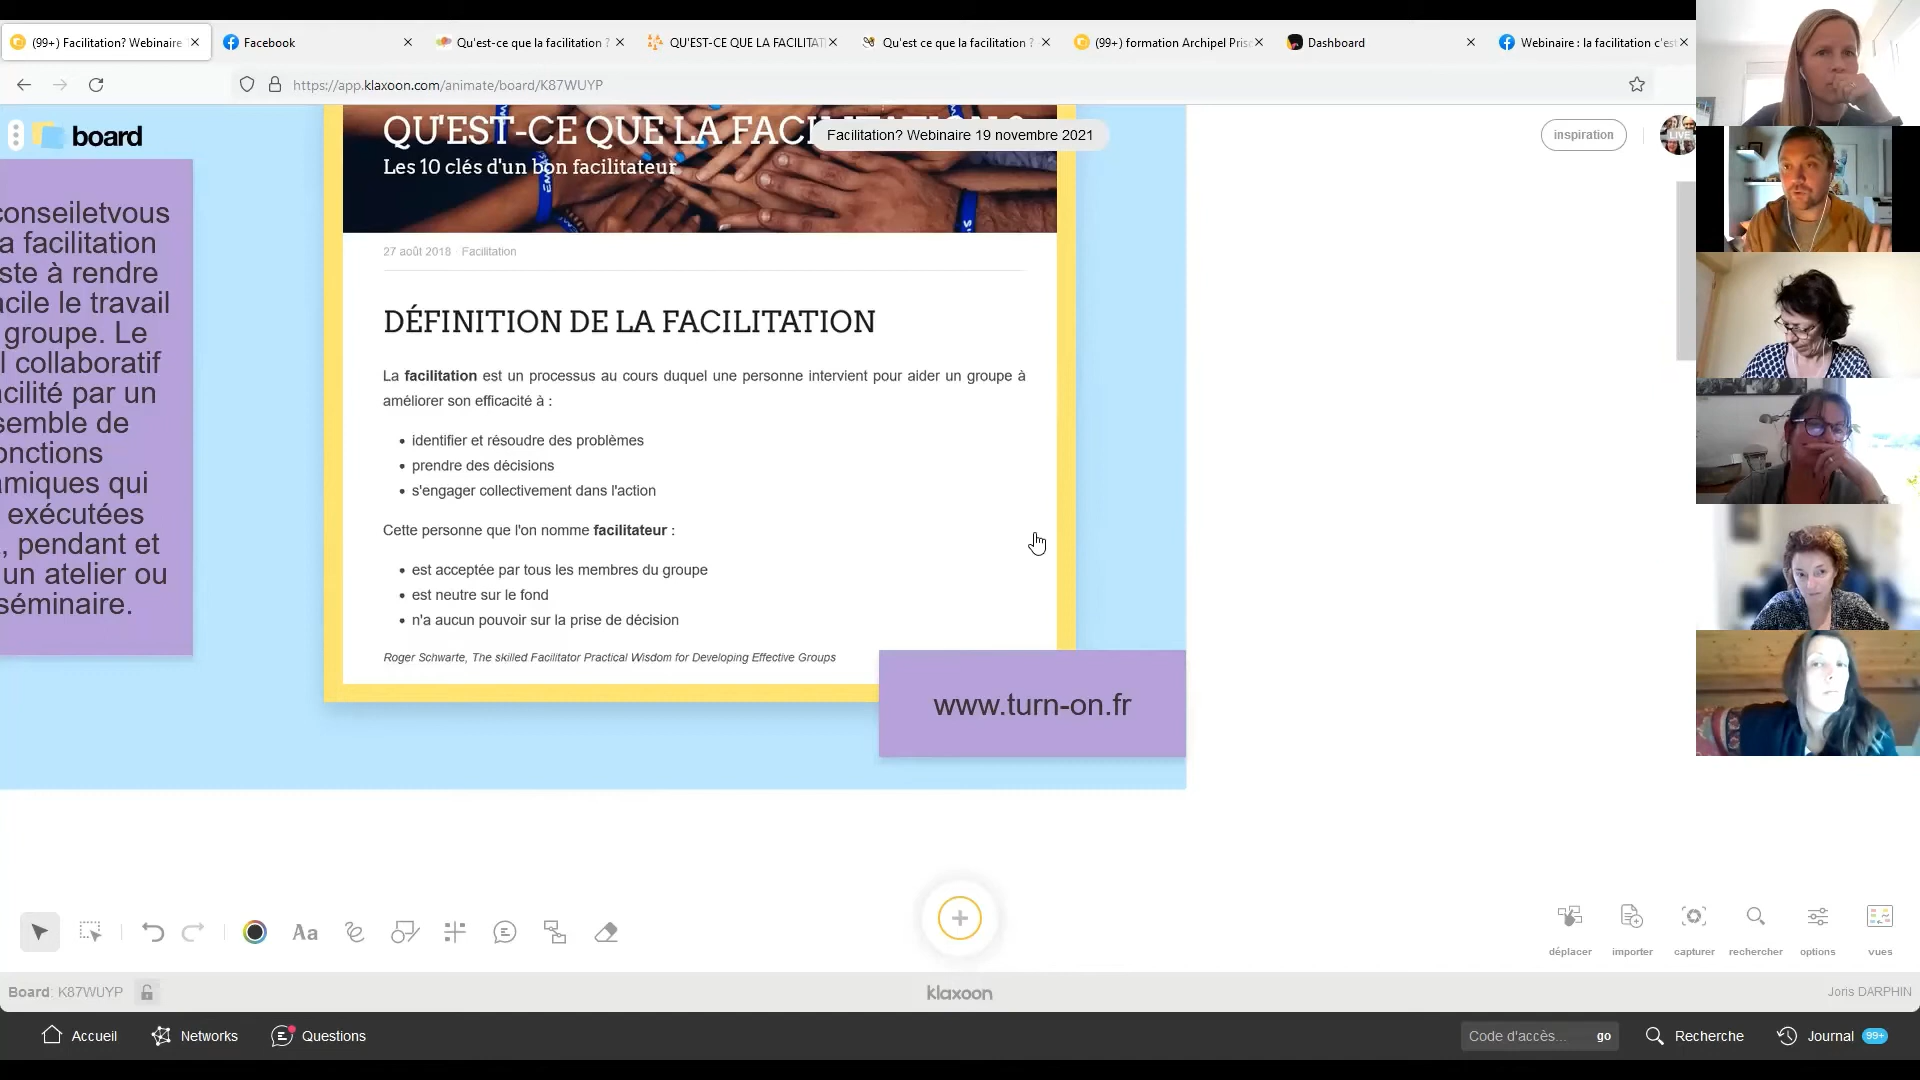 (99+) Facilitation? Webinaire
Facebook
Qu'est-ce que la facilitation ?
QU'EST-CE QUE LA FACILITATI
Qu'est ce que la facilitation ?
(99+) formation Archipel Pris
Dashboard
Webinaire : la facilitation c'es
https://app.klaxoon.com/animate/board/K87WUYP
board
QU'EST-CE QUE LA FAC
Facilitation? Webinaire 19 novembre 2021
inspiration
LIVE
Les 10 clés d'un bon facilitateur
conseiletvous
a facilitation
ste à rendre
acile le travail
groupe. Le
l collaboratif
acilité par un
semble de
onctions
amiques qui
exécutées
, pendant et
un atelier ou
séminaire.
27 août 2018 · Facilitation
DÉFINITION DE LA FACILITATION
La facilitation est un processus au cours duquel une personne intervient pour aider un groupe à
améliorer son efficacité à :
• identifier et résoudre des problèmes
• prendre des décisions
• s'engager collectivement dans l'action
Cette personne que l'on nomme facilitateur :
• est acceptée par tous les membres du groupe
• est neutre sur le fond
• n'a aucun pouvoir sur la prise de décision
Roger Schwarte, The skilled Facilitator Practical Wisdom for Developing Effective Groups
www.turn-on.fr
Aa
déplacer
importer
capturer
rechercher
options
vues
Board: K87WUYP
klaxoon
Joris DARPHIN
Accueil
Networks
Questions
Code d'accès...
go
Recherche
Journal
99+